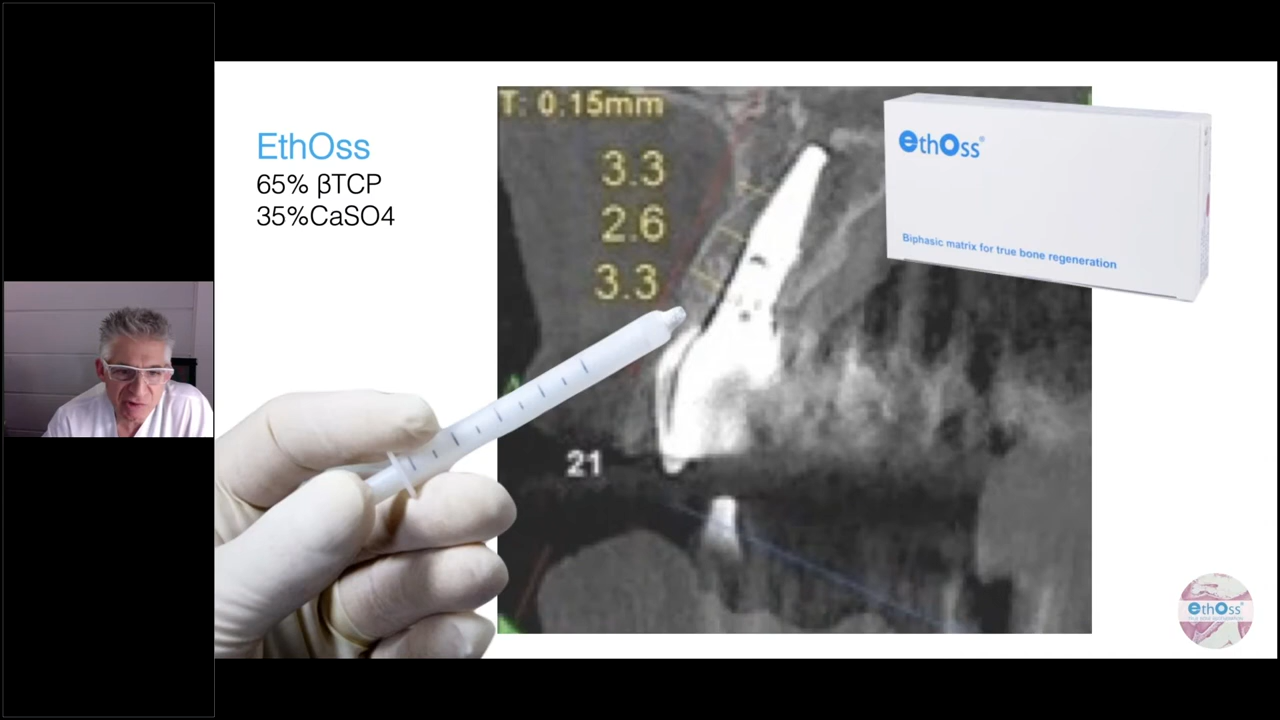 EthOss
65% βTCP
35%CaSO4
T: 0.15mm
3.3
2.6
3.3
21
ethOss®
Biphasic matrix for true bone regeneration
ethOss®